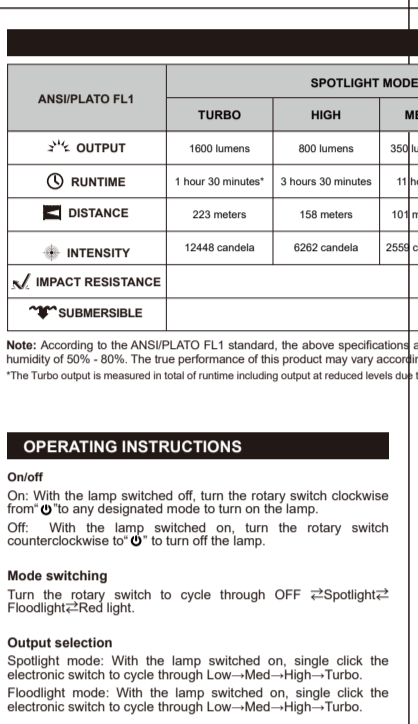 ANSI/PLATO FL1
SPOTLIGHT MODE
TURBO HIGH
OUTPUT 1600 lumens 800 lumens 350
RUNTIME 1 hour 30 minutes* 3 hours 30 minutes 11
DISTANCE 223 meters 158 meters 101
INTENSITY 12448 candela 6262 candela 2559
IMPACT RESISTANCE
SUBMERSIBLE
Note: According to the ANSI/PLATO FL1 standard, the above specifications
humidity of 50% - 80%. The true performance of this product may vary
*The Turbo output is measured in total of runtime including output at reduced levels due
OPERATING INSTRUCTIONS
On/off
On: With the lamp switched off, turn the rotary switch clockwise
from“⏻”to any designated mode to turn on the lamp.
Off: With the lamp switched on, turn the rotary switch
counterclockwise to“⏻” to turn off the lamp.
Mode switching
Turn the rotary switch to cycle through OFF ⇄Spotlight⇄
Floodlight⇄Red light.
Output selection
Spotlight mode: With the lamp switched on, single click the
electronic switch to cycle through Low→Med→High→Turbo.
Floodlight mode: With the lamp switched on, single click the
electronic switch to cycle through Low→Med→High→Turbo.